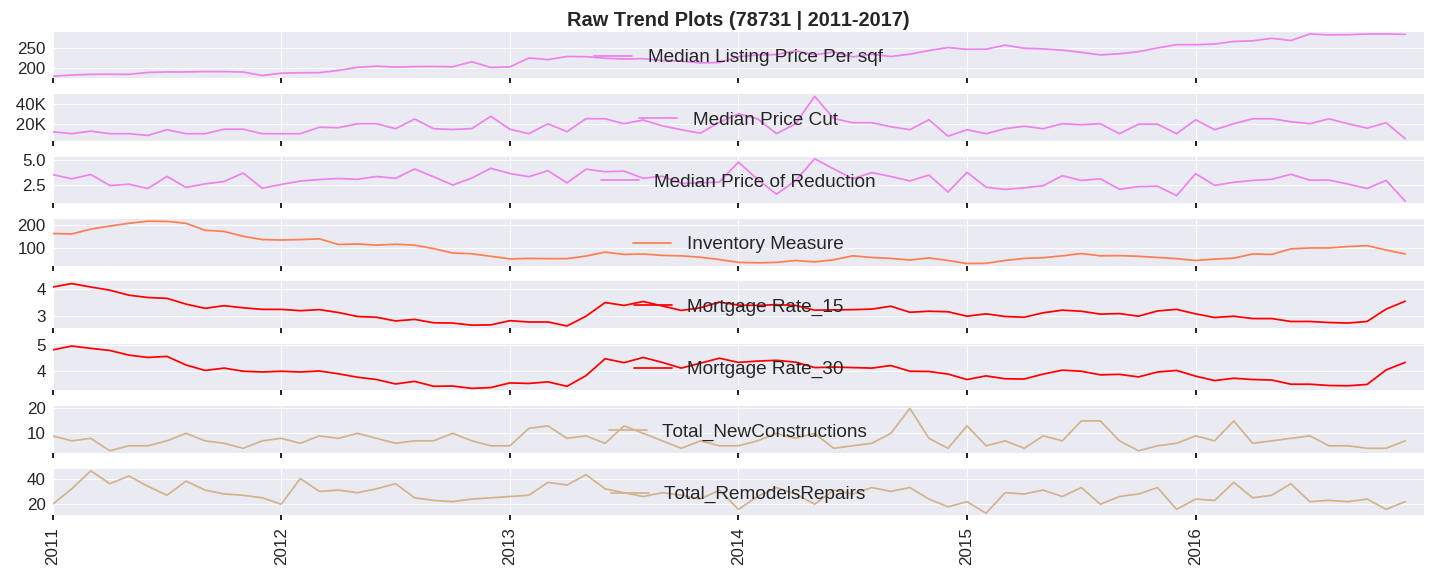 Raw Trend Plots (78731 | 2011-2017)
250
200
Median Listing Price Per sqf
40K
20K
Median Price Cut
5.0
2.5
Median Price of Reduction
200
100
Inventory Measure
4
3
Mortgage Rate_15
5
4
Mortgage Rate_30
20
10
Total_NewConstructions
40
20
Total_RemodelsRepairs
2011
2012
2013
2014
2015
2016